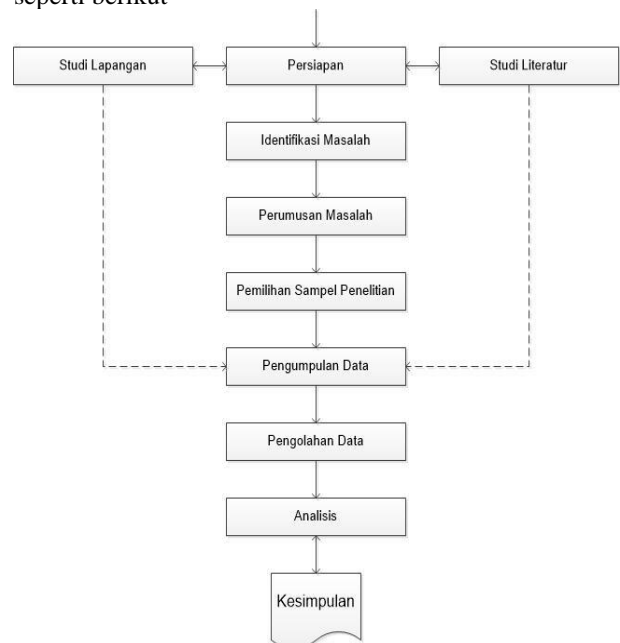 seperti berikut
Studi Lapangan
Persiapan
Studi Literatur
Identifikasi Masalah
Perumusan Masalah
Pemilihan Sampel Penelitian
Pengumpulan Data
Pengolahan Data
Analisis
Kesimpulan